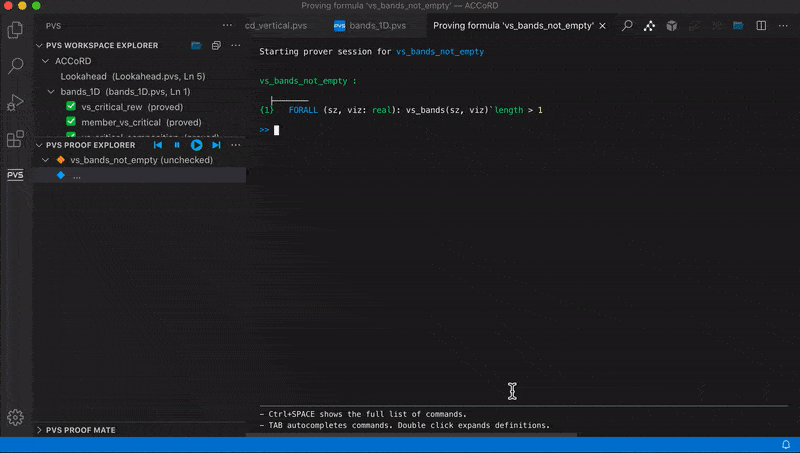 Proving formula 'vs_bands_not_empty' — ACCoRD
PVS
cd_vertical.pvs
bands_1D.pvs
Proving formula 'vs_bands_not_empty'
PVS WORKSPACE EXPLORER
ACCoRD
Lookahead (Lookahead.pvs, Ln 5)
bands_1D (bands_1D.pvs, Ln 1)
vs_critical_rew (proved)
member_vs_critical (proved)
vs_critical_composition (proved)
PVS PROOF EXPLORER
vs_bands_not_empty (unchecked)
...
PVS PROOF MATE
PVS
Starting prover session for vs_bands_not_empty
vs_bands_not_empty :
{1} FORALL (sz, viz: real): vs_bands(sz, viz)`length > 1
>>
- Ctrl+SPACE shows the full list of commands.
- TAB autocompletes commands. Double click expands definitions.